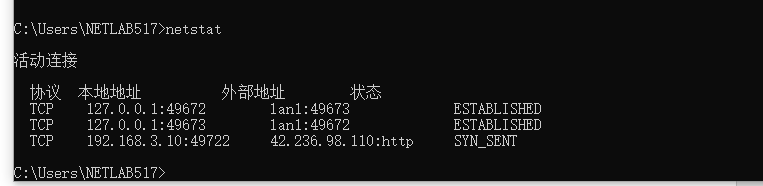 C:\Users\NETLAB517>netstat
活动连接
协议 本地地址 外部地址 状态
TCP 127.0.0.1:49672 lan1:49673 ESTABLISHED
TCP 127.0.0.1:49673 lan1:49672 ESTABLISHED
TCP 192.168.3.10:49722 42.236.98.110:http SYN_SENT
C:\Users\NETLAB517>